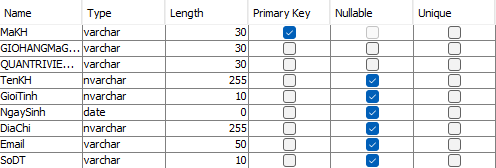 Name Type Length Primary Key Nullable Unique
MaKH varchar 30
GIOHANGMaG... varchar 30
QUANTRIVIE... varchar 30
TenKH nvarchar 255
GioiTinh nvarchar 10
NgaySinh date 0
DiaChi nvarchar 255
Email varchar 50
SoDT varchar 10